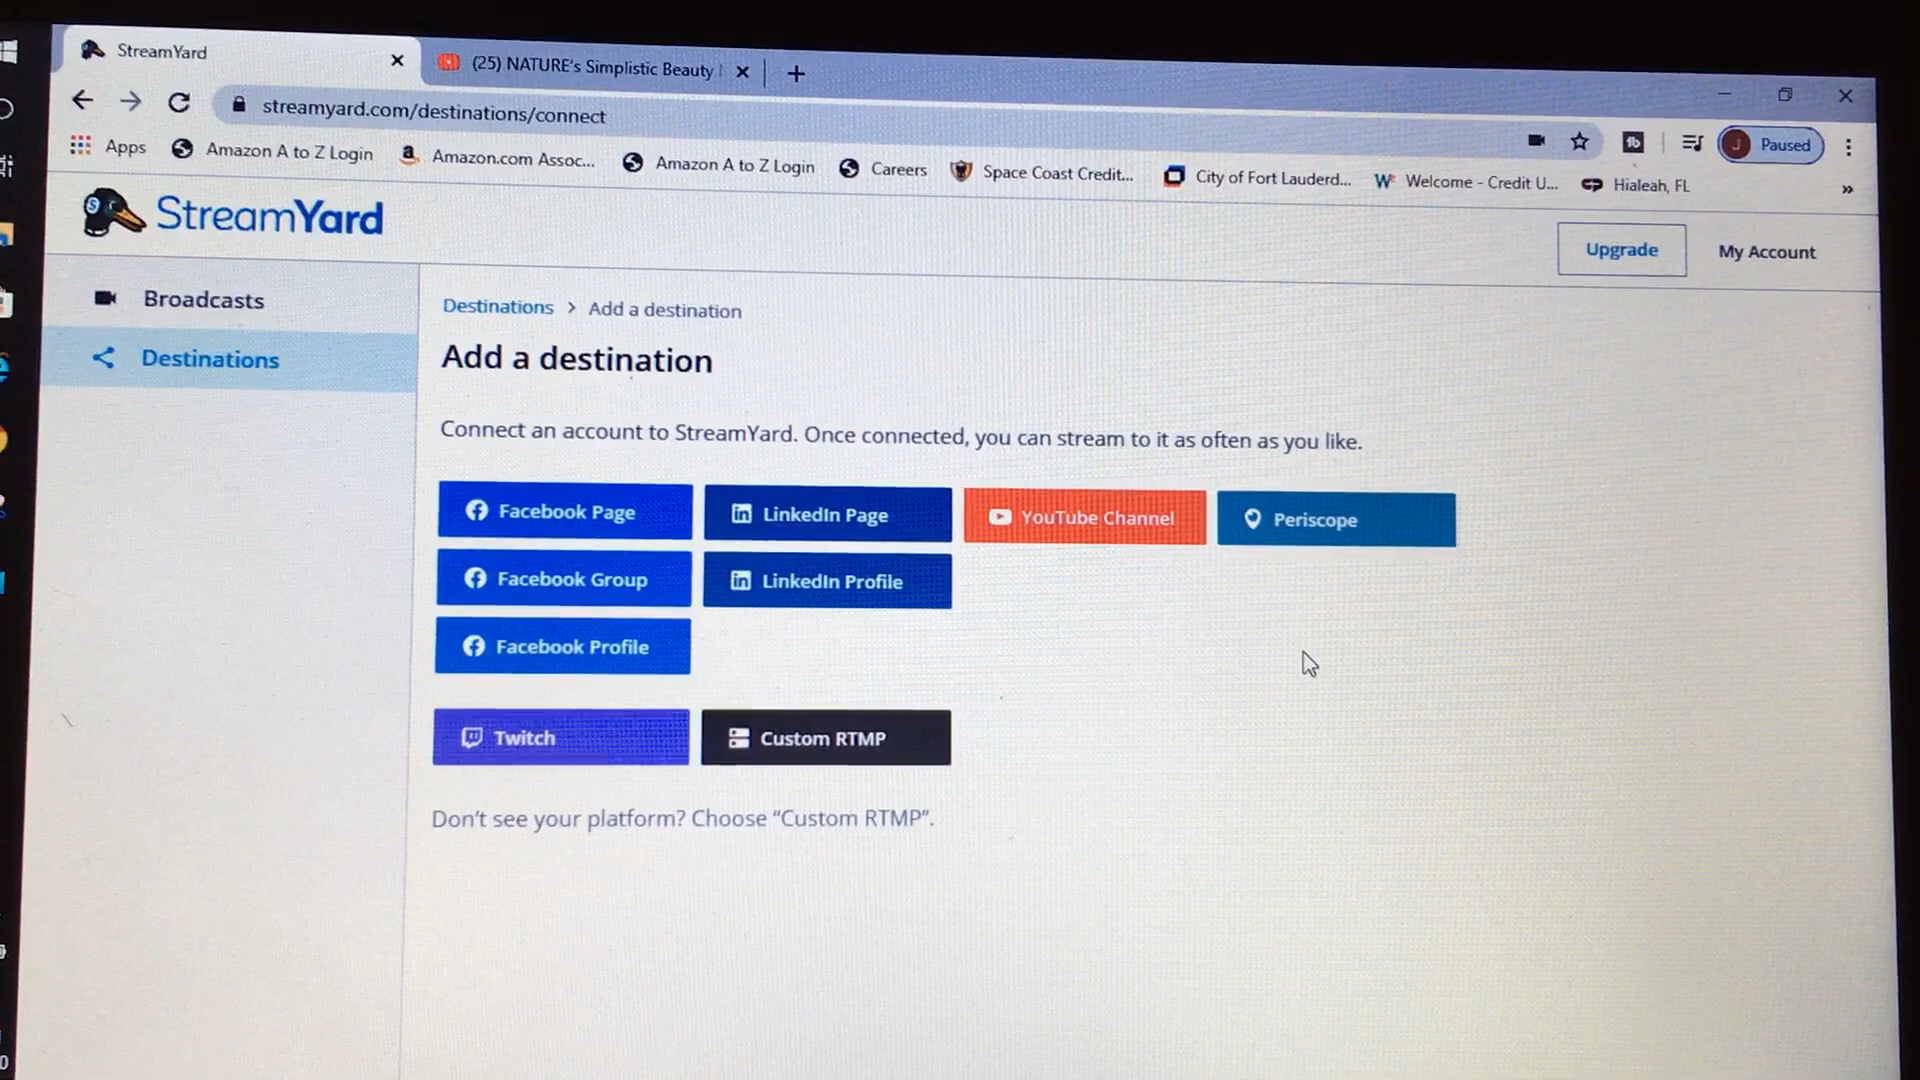 StreamYard
(25) NATURE's Simplistic Beauty
streamyard.com/destinations/connect
Paused
Apps
Amazon A to Z Login
Amazon.com Assoc...
Amazon A to Z Login
Careers
Space Coast Credit...
City of Fort Lauderd...
Welcome - Credit U...
Hialeah, FL
StreamYard
Upgrade
My Account
Broadcasts
Destinations
Destinations > Add a destination
Add a destination
Connect an account to StreamYard. Once connected, you can stream to it as often as you like.
Facebook Page
LinkedIn Page
YouTube Channel
Periscope
Facebook Group
LinkedIn Profile
Facebook Profile
Twitch
Custom RTMP
Don't see your platform? Choose "Custom RTMP".